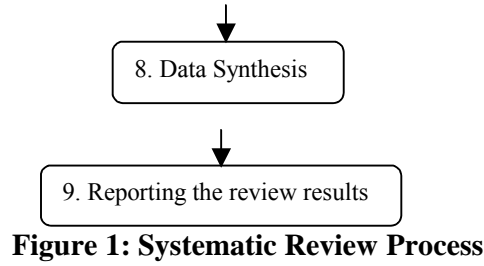 8. Data Synthesis
9. Reporting the review results
Figure 1: Systematic Review Process